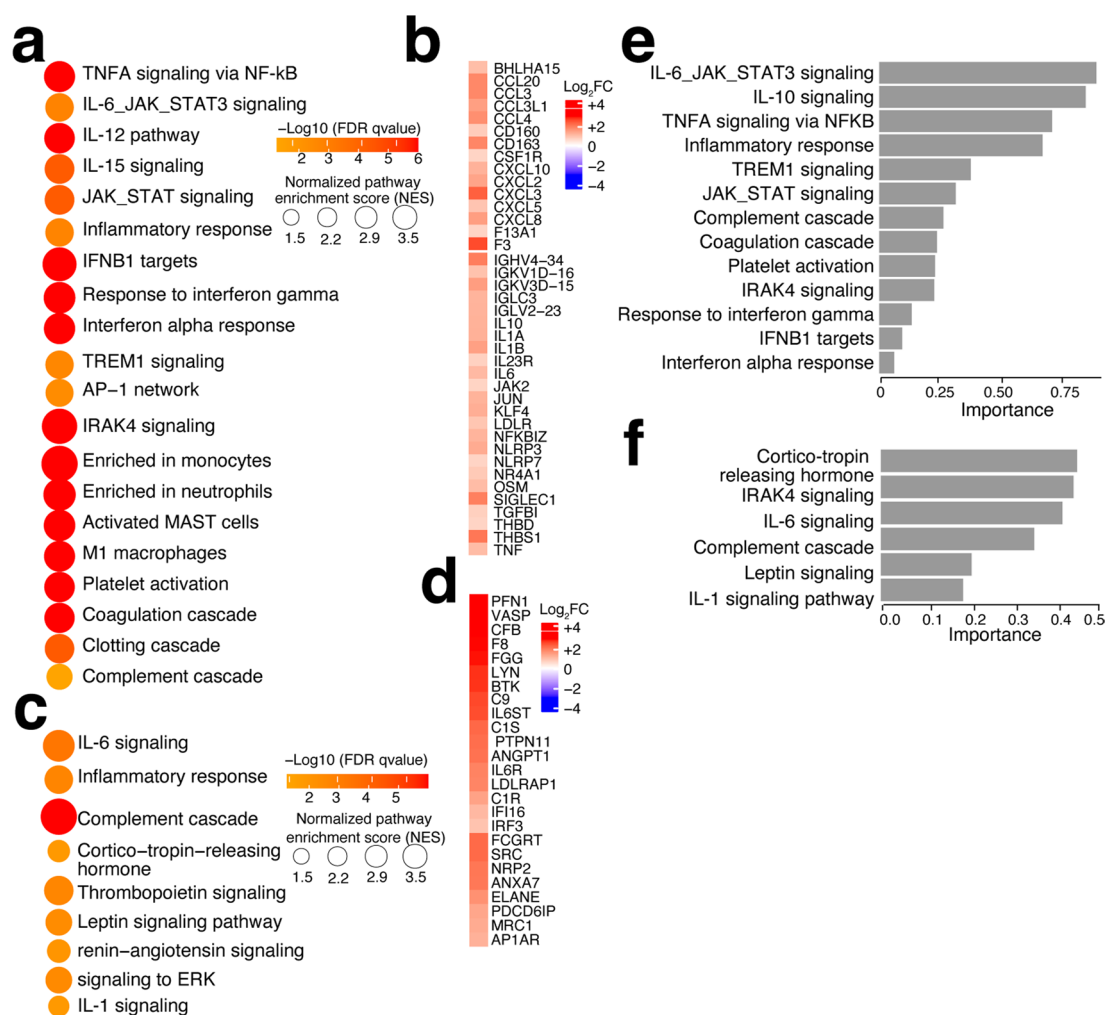 a
TNFA signaling via NF-kB
IL-6_JAK_STAT3 signaling
IL-12 pathway
IL-15 signaling
JAK_STAT signaling
Inflammatory response
IFNB1 targets
Response to interferon gamma
Interferon alpha response
TREM1 signaling
AP−1 network
IRAK4 signaling
Enriched in monocytes
Enriched in neutrophils
Activated MAST cells
M1 macrophages
Platelet activation
Coagulation cascade
Clotting cascade
Complement cascade
−Log10 (FDR qvalue)
2 3 4 5 6
Normalized pathway
enrichment score (NES)
1.5 2.2 2.9 3.5
b
BHLHA15
CCL20
CCL3
CCL3L1
CCL4
CD160
CD163
CSF1R
CXCL10
CXCL2
CXCL3
CXCL5
CXCL8
F13A1
F3
IGHV4−34
IGKV1D−16
IGKV3D−15
IGLC3
IGLV2−23
IL10
IL1A
IL1B
IL23R
IL6
JAK2
JUN
KLF4
LDLR
NFKBIZ
NLRP3
NLRP7
NR4A1
OSM
SIGLEC1
TGFBI
THBD
THBS1
TNF
Log2FC
+4
+2
0
−2
−4
c
IL-6 signaling
Inflammatory response
Complement cascade
Cortico−tropin−releasing
hormone
Thrombopoietin signaling
Leptin signaling pathway
renin−angiotensin signaling
signaling to ERK
IL-1 signaling
−Log10 (FDR qvalue)
2 3 4 5
Normalized pathway
enrichment score (NES)
1.5 2.2 2.9 3.5
d
PFN1
VASP
CFB
F8
FGG
LYN
BTK
C9
IL6ST
C1S
PTPN11
ANGPT1
IL6R
LDLRAP1
C1R
IFI16
IRF3
FCGRT
SRC
NRP2
ANXA7
ELANE
PDCD6IP
MRC1
AP1AR
Log2FC
+4
+2
0
−2
−4
e
IL-6_JAK_STAT3 signaling
IL-10 signaling
TNFA signaling via NFKB
Inflammatory response
TREM1 signaling
JAK_STAT signaling
Complement cascade
Coagulation cascade
Platelet activation
IRAK4 signaling
Response to interferon gamma
IFNB1 targets
Interferon alpha response
0 0.25 0.50 0.75
Importance
f
Cortico-tropin
releasing hormone
IRAK4 signaling
IL-6 signaling
Complement cascade
Leptin signaling
IL-1 signaling pathway
0.0 0.1 0.2 0.3 0.4 0.5
Importance